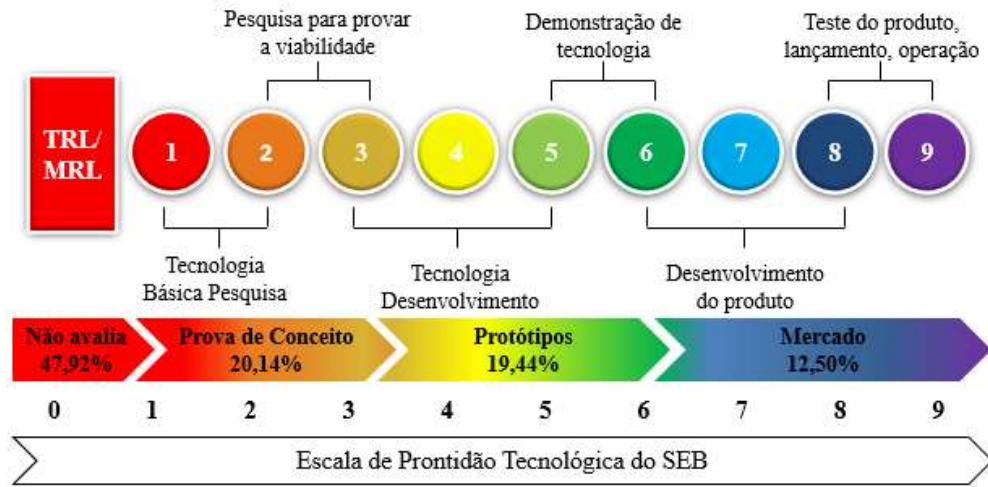 Pesquisa para provar
a viabilidade
Demonstração de
tecnologia
Teste do produto,
lançamento, operação
TRL/
MRL
1 2 3 4 5 6 7 8 9
Tecnologia
Básica Pesquisa
Tecnologia
Desenvolvimento
Desenvolvimento
do produto
Não avalia
47,92%
Prova de Conceito
20,14%
Protótipos
19,44%
Mercado
12,50%
0 1 2 3 4 5 6 7 8 9
Escala de Prontidão Tecnológica do SEB